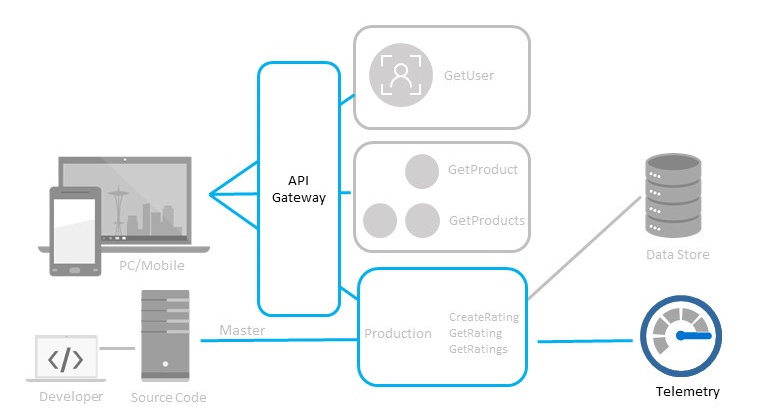 GetUser
API
Gateway
GetProduct
GetProducts
PC/Mobile
Data Store
Master
Production
CreateRating
GetRating
GetRatings
Developer
Source Code
Telemetry